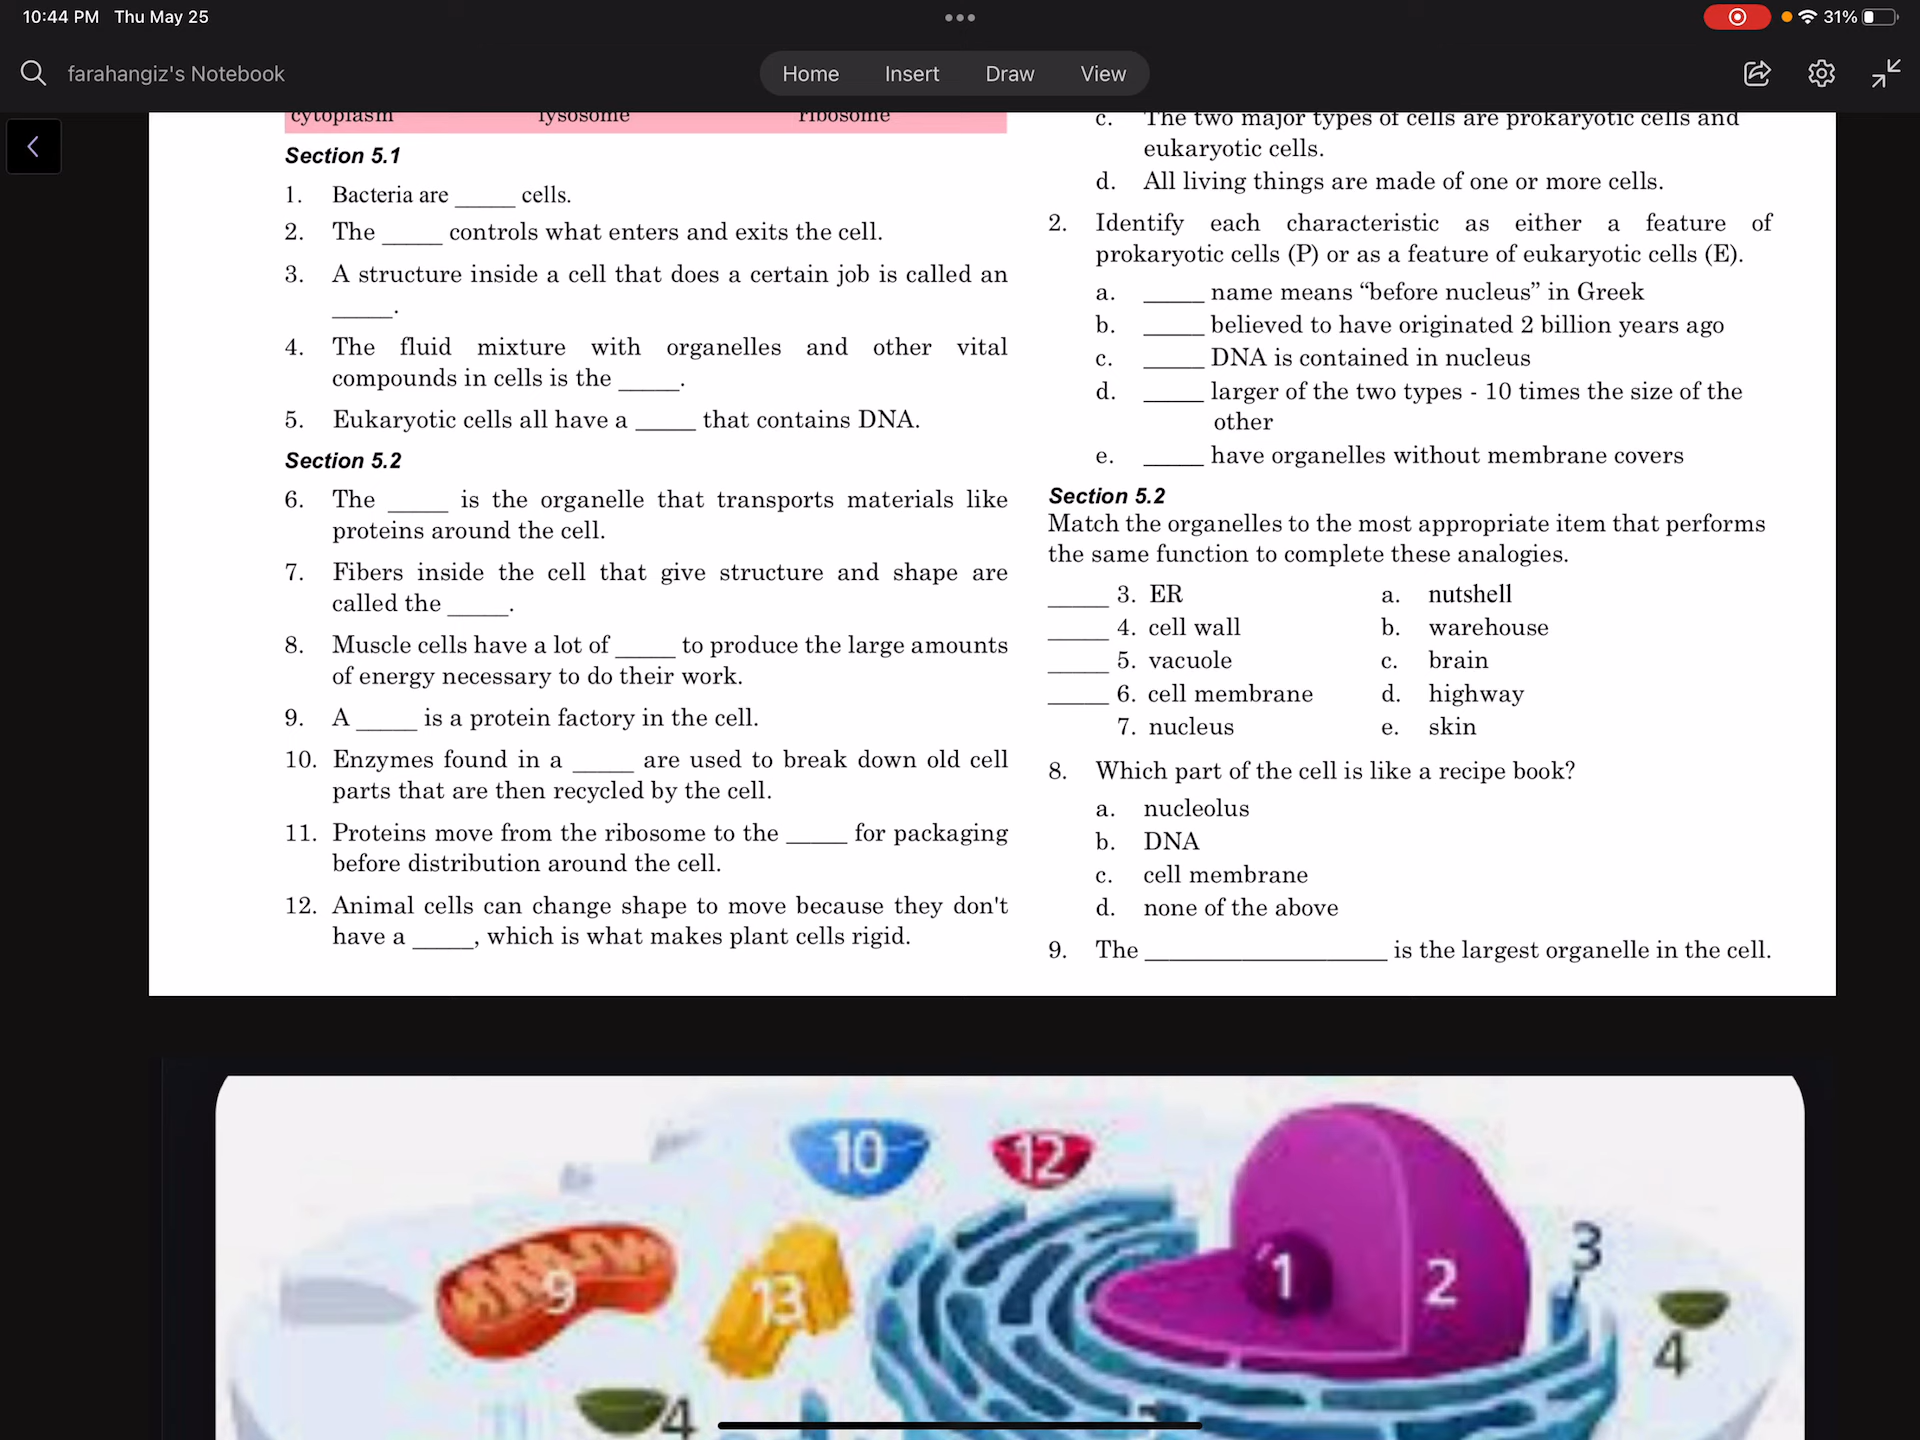 10:44 PM Thu May 25
31%
farahangiz's Notebook
Home Insert Draw View
cytoplasm lysosome ribosome
Section 5.1
1. Bacteria are _____ cells.
2. The _____ controls what enters and exits the cell.
3. A structure inside a cell that does a certain job is called an
_____.
4. The fluid mixture with organelles and other vital
compounds in cells is the _____.
5. Eukaryotic cells all have a _____ that contains DNA.
Section 5.2
6. The _____ is the organelle that transports materials like
proteins around the cell.
7. Fibers inside the cell that give structure and shape are
called the _____.
8. Muscle cells have a lot of _____ to produce the large amounts
of energy necessary to do their work.
9. A _____ is a protein factory in the cell.
10. Enzymes found in a _____ are used to break down old cell
parts that are then recycled by the cell.
11. Proteins move from the ribosome to the _____ for packaging
before distribution around the cell.
12. Animal cells can change shape to move because they don't
have a _____, which is what makes plant cells rigid.
c. The two major types of cells are prokaryotic cells and
eukaryotic cells.
d. All living things are made of one or more cells.
2. Identify each characteristic as either a feature of
prokaryotic cells (P) or as a feature of eukaryotic cells (E).
a. _____ name means “before nucleus” in Greek
b. _____ believed to have originated 2 billion years ago
c. _____ DNA is contained in nucleus
d. _____ larger of the two types - 10 times the size of the
other
e. _____ have organelles without membrane covers
Section 5.2
Match the organelles to the most appropriate item that performs
the same function to complete these analogies.
_____ 3. ER a. nutshell
_____ 4. cell wall b. warehouse
_____ 5. vacuole c. brain
_____ 6. cell membrane d. highway
7. nucleus e. skin
8. Which part of the cell is like a recipe book?
a. nucleolus
b. DNA
c. cell membrane
d. none of the above
9. The ____________________ is the largest organelle in the cell.
10 12
9 13 1 2 3
4
4